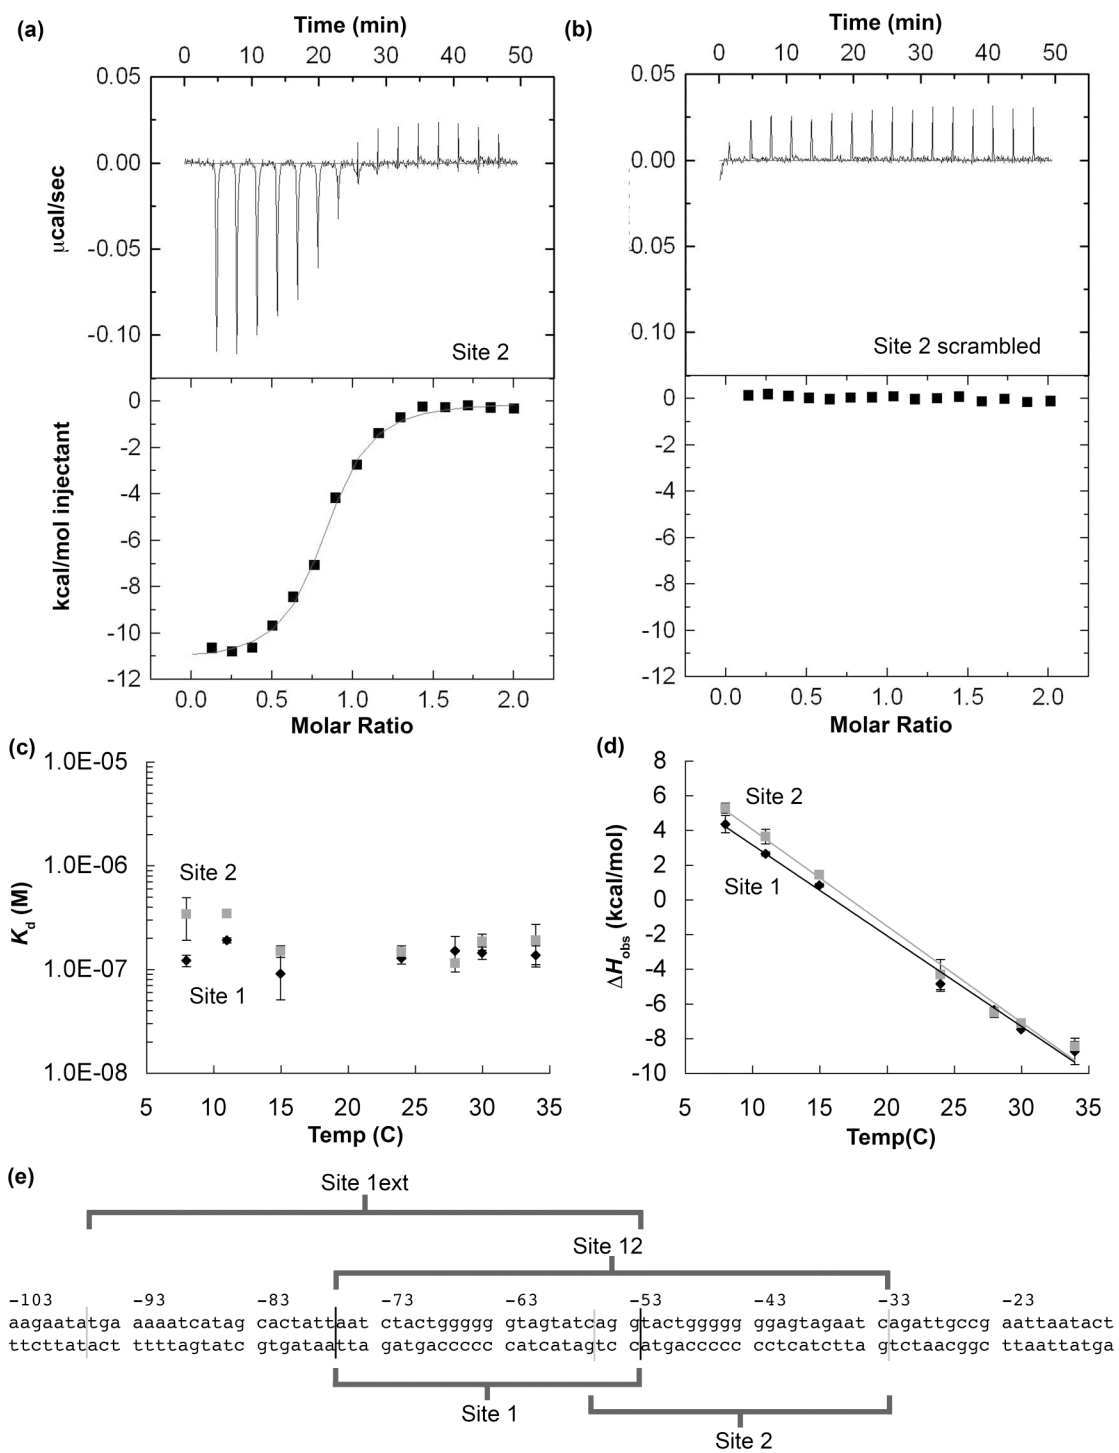 (a)
Time (min)
0 10 20 30 40 50
0.05
0.00
-0.05
-0.10
µcal/sec
Site 2
0
-2
-4
-6
-8
-10
-12
kcal/mol injectant
0.0 0.5 1.0 1.5 2.0
Molar Ratio
(b)
Time (min)
0 10 20 30 40 50
0.05
0.00
0.05
0.10
Site 2 scrambled
0
-2
-4
-6
-8
-10
-12
0.0 0.5 1.0 1.5 2.0
Molar Ratio
(c)
1.0E-05
1.0E-06
1.0E-07
1.0E-08
Kd (M)
Site 2
Site 1
5 10 15 20 25 30 35
Temp (C)
(d)
8
6
4
2
0
-2
-4
-6
-8
-10
ΔHobs (kcal/mol)
Site 2
Site 1
5 10 15 20 25 30 35
Temp(C)
(e)
Site 1ext
Site 12
-103 -93 -83 -73 -63 -53 -43 -33 -23
aagaatatga aaaatcatag cactattaat ctactggggg gtagtatcag gtactggggg ggagtagaat cagattgccg aattaatact
ttcttatact ttttagtatc gtgataatta gatgaccccc catcatagtc catgaccccc cctcatctta gtctaacggc ttaattatga
Site 1
Site 2